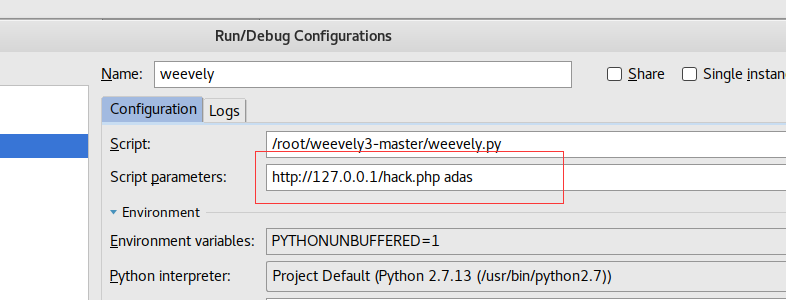 Run/Debug Configurations
Name: weevely Share Single instan
Configuration Logs
Script: /root/weevely3-master/weevely.py
Script parameters: http://127.0.0.1/hack.php adas
Environment
Environment variables: PYTHONUNBUFFERED=1
Python interpreter: Project Default (Python 2.7.13 (/usr/bin/python2.7))